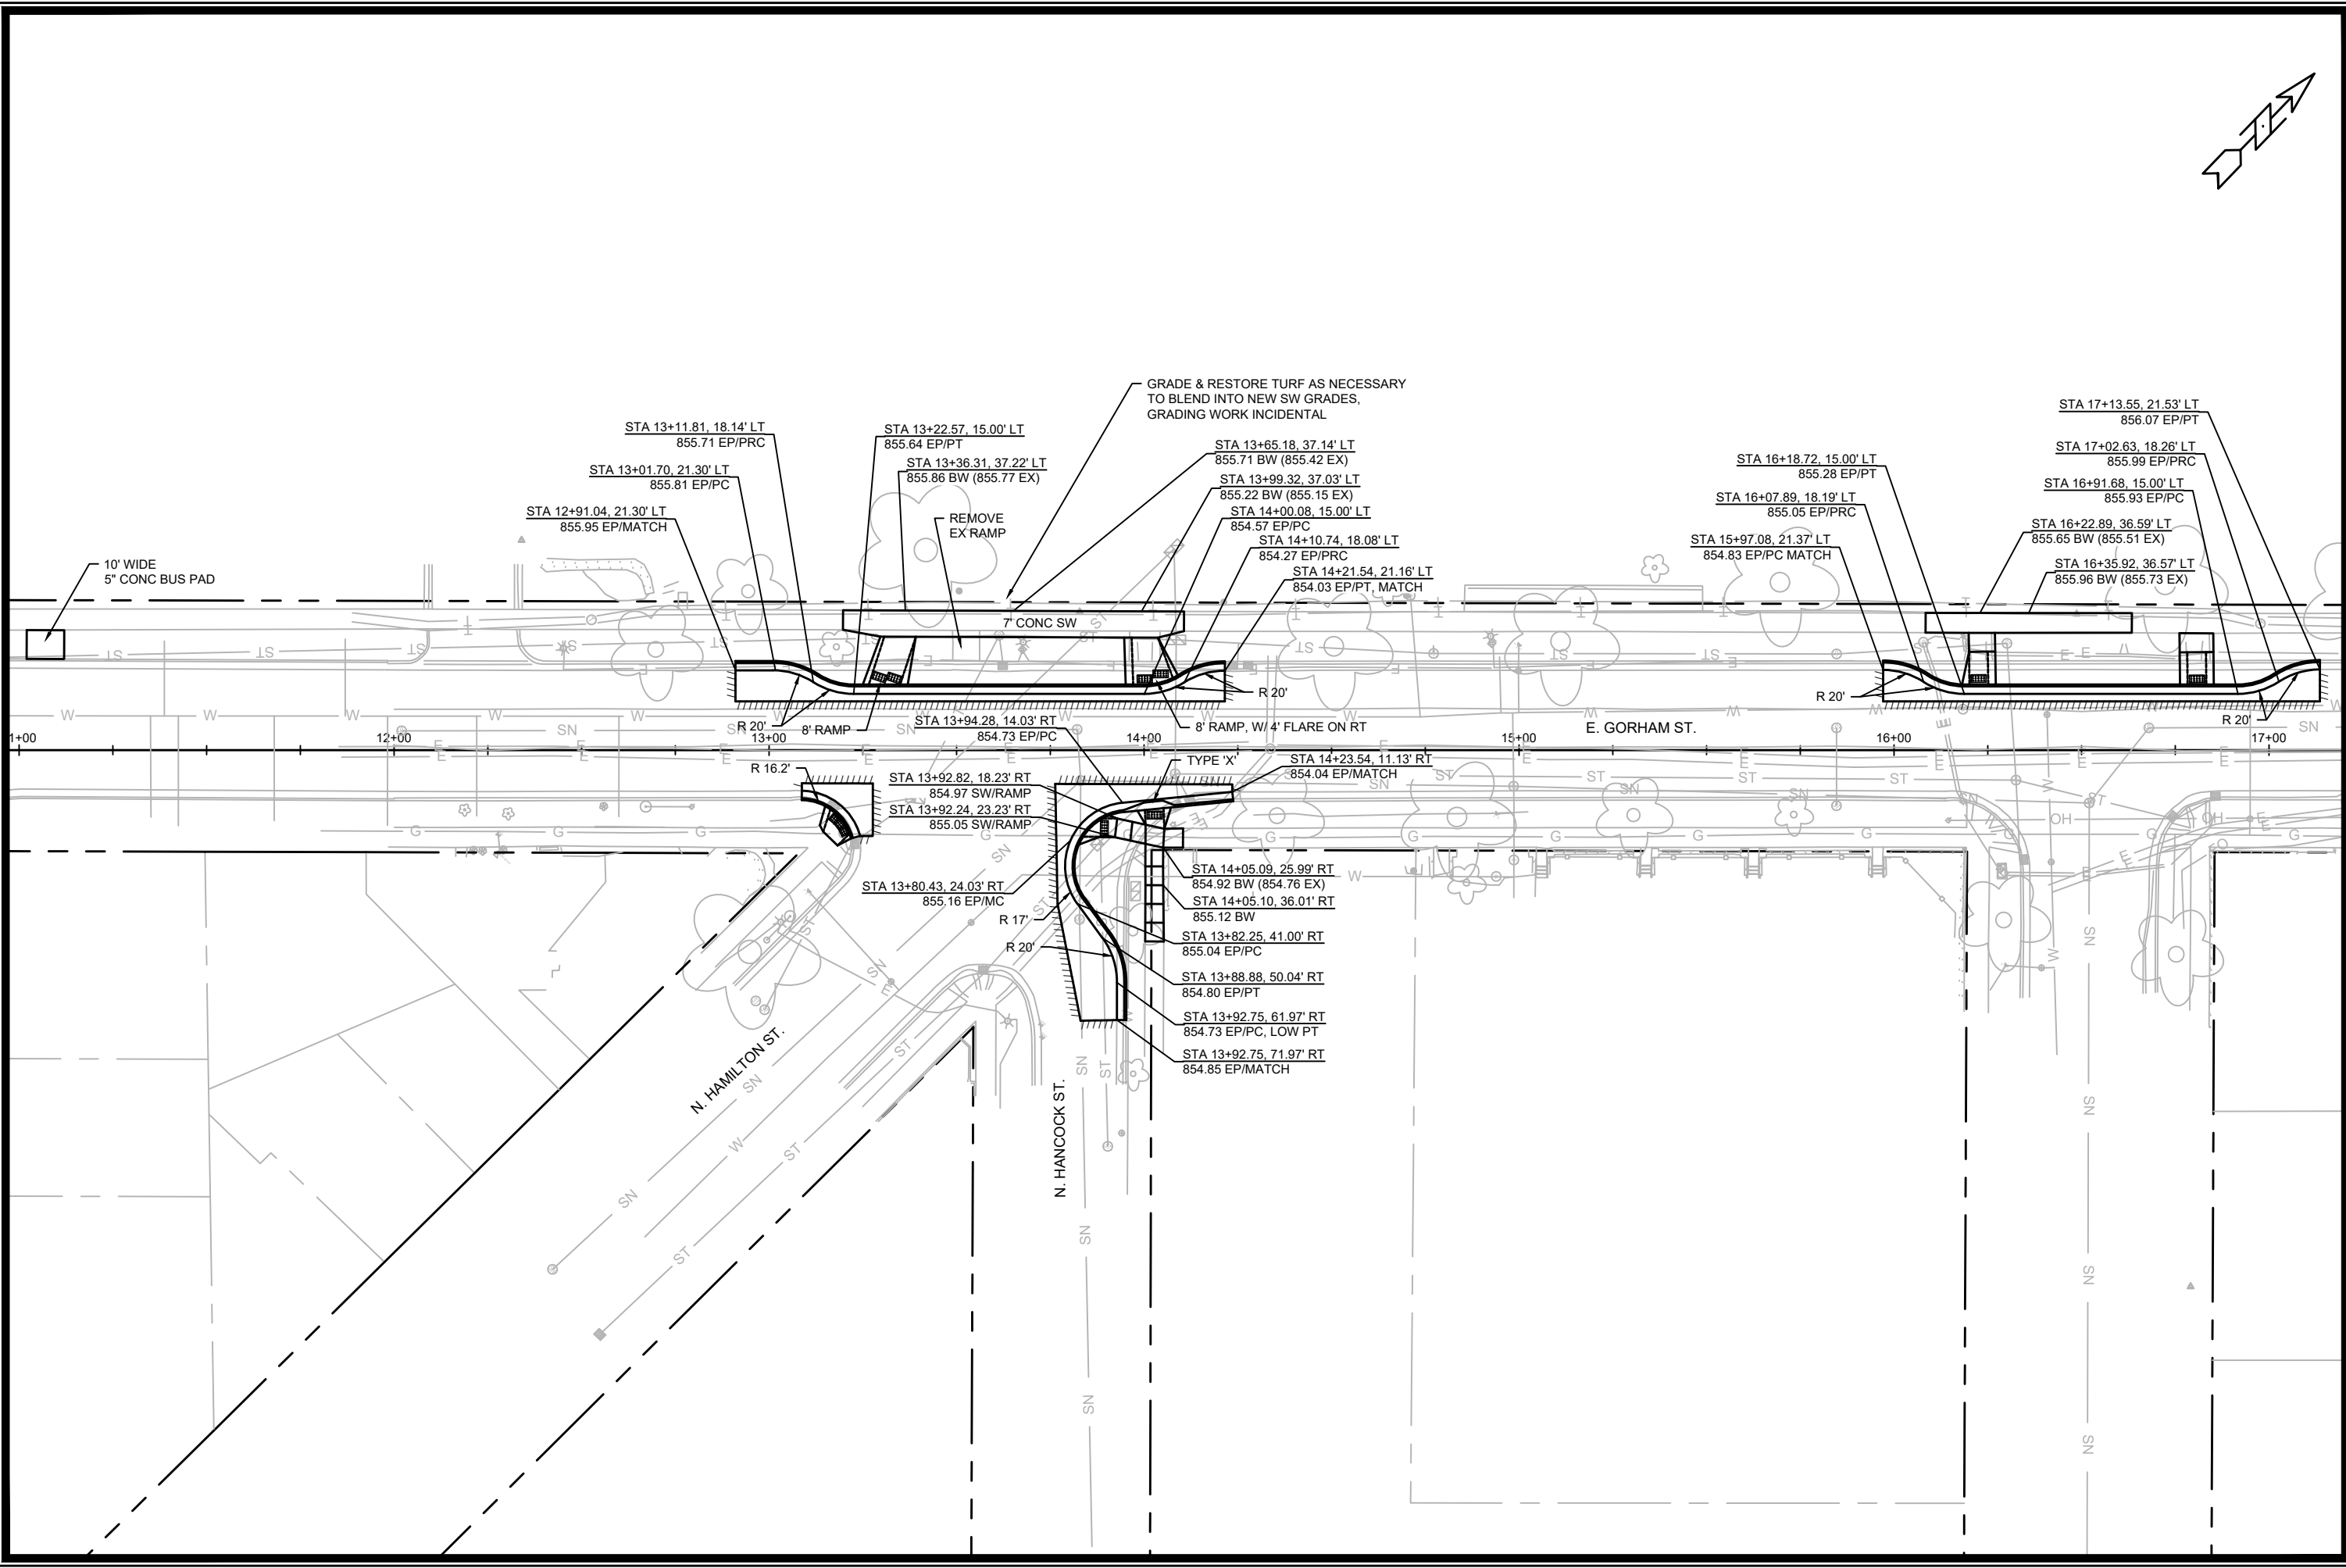 GRADE & RESTORE TURF AS NECESSARY
TO BLEND INTO NEW SW GRADES,
GRADING WORK INCIDENTAL
STA 13+11.81, 18.14' LT
855.71 EP/PRC
STA 13+22.57, 15.00' LT
855.64 EP/PT
STA 13+65.18, 37.14' LT
855.71 BW (855.42 EX)
STA 13+01.70, 21.30' LT
855.81 EP/PC
STA 13+36.31, 37.22' LT
855.86 BW (855.77 EX)
STA 13+99.32, 37.03' LT
855.22 BW (855.15 EX)
STA 12+91.04, 21.30' LT
855.95 EP/MATCH
REMOVE
EX RAMP
STA 14+00.08, 15.00' LT
854.57 EP/PC
STA 14+10.74, 18.08' LT
854.27 EP/PRC
STA 14+21.54, 21.16' LT
854.03 EP/PT, MATCH
STA 17+13.55, 21.53' LT
856.07 EP/PT
STA 17+02.63, 18.26' LT
855.99 EP/PRC
STA 16+18.72, 15.00' LT
855.28 EP/PT
STA 16+91.68, 15.00' LT
855.93 EP/PC
STA 16+07.89, 18.19' LT
855.05 EP/PRC
STA 16+22.89, 36.59' LT
855.65 BW (855.51 EX)
STA 15+97.08, 21.37' LT
854.83 EP/PC MATCH
STA 16+35.92, 36.57' LT
855.96 BW (855.73 EX)
10' WIDE
5" CONC BUS PAD
7' CONC SW
R 20'
R 20'
R 20'
R 20'
8' RAMP
8' RAMP, W/ 4' FLARE ON RT
E. GORHAM ST.
1+00
12+00
13+00
14+00
15+00
16+00
17+00
STA 13+94.28, 14.03' RT
854.73 EP/PC
TYPE 'X'
STA 14+23.54, 11.13' RT
854.04 EP/MATCH
R 16.2'
STA 13+92.82, 18.23' RT
854.97 SW/RAMP
STA 13+92.24, 23.23' RT
855.05 SW/RAMP
STA 13+80.43, 24.03' RT
855.16 EP/MC
STA 14+05.09, 25.99' RT
854.92 BW (854.76 EX)
STA 14+05.10, 36.01' RT
855.12 BW
R 17'
STA 13+82.25, 41.00' RT
855.04 EP/PC
R 20'
STA 13+88.88, 50.04' RT
854.80 EP/PT
STA 13+92.75, 61.97' RT
854.73 EP/PC, LOW PT
STA 13+92.75, 71.97' RT
854.85 EP/MATCH
N. HAMILTON ST.
N. HANCOCK ST.